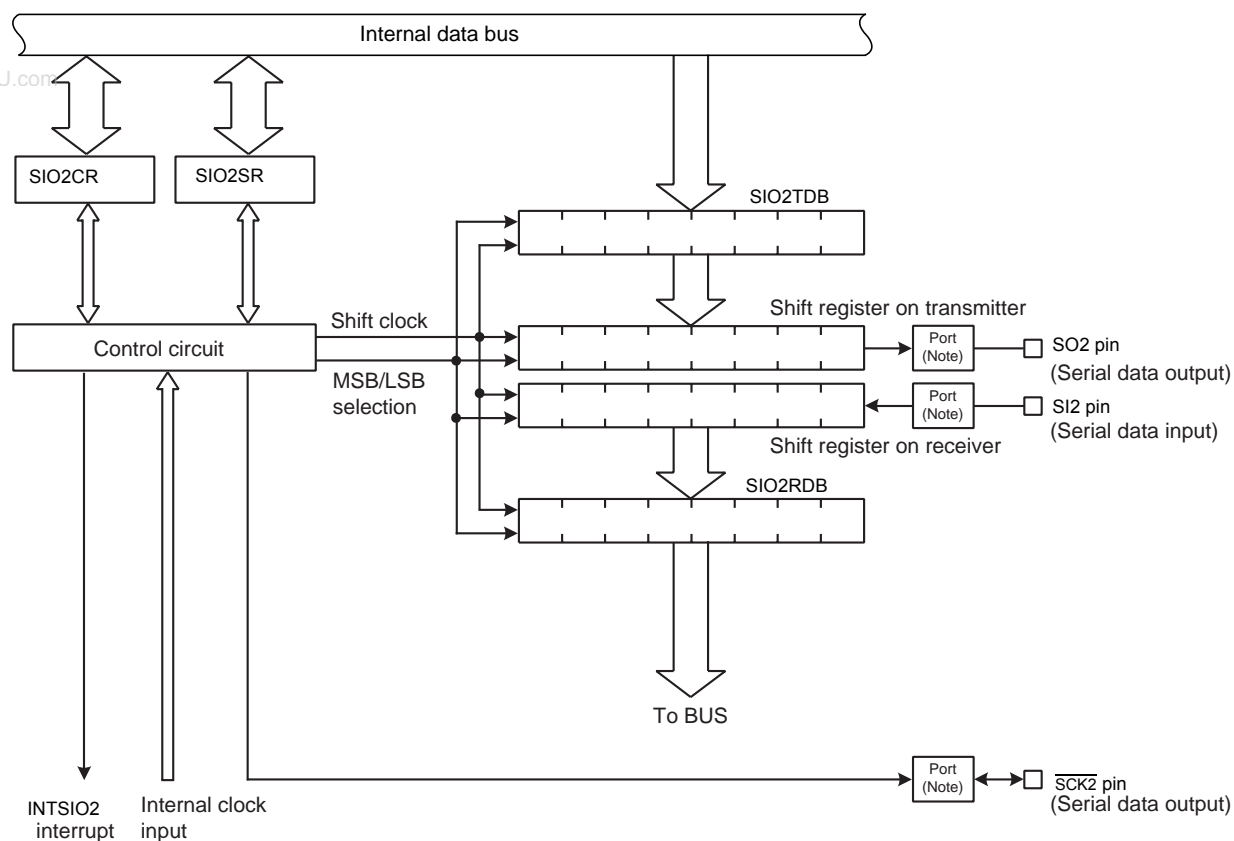 Internal data bus
U.com
SIO2CR
SIO2SR
SIO2TDB
Shift clock
Control circuit
MSB/LSB
selection
Shift register on transmitter
Port
(Note)
SO2 pin
(Serial data output)
Port
(Note)
SI2 pin
(Serial data input)
Shift register on receiver
SIO2RDB
To BUS
INTSIO2
interrupt
Internal clock
input
Port
(Note)
SCK2 pin
(Serial data output)